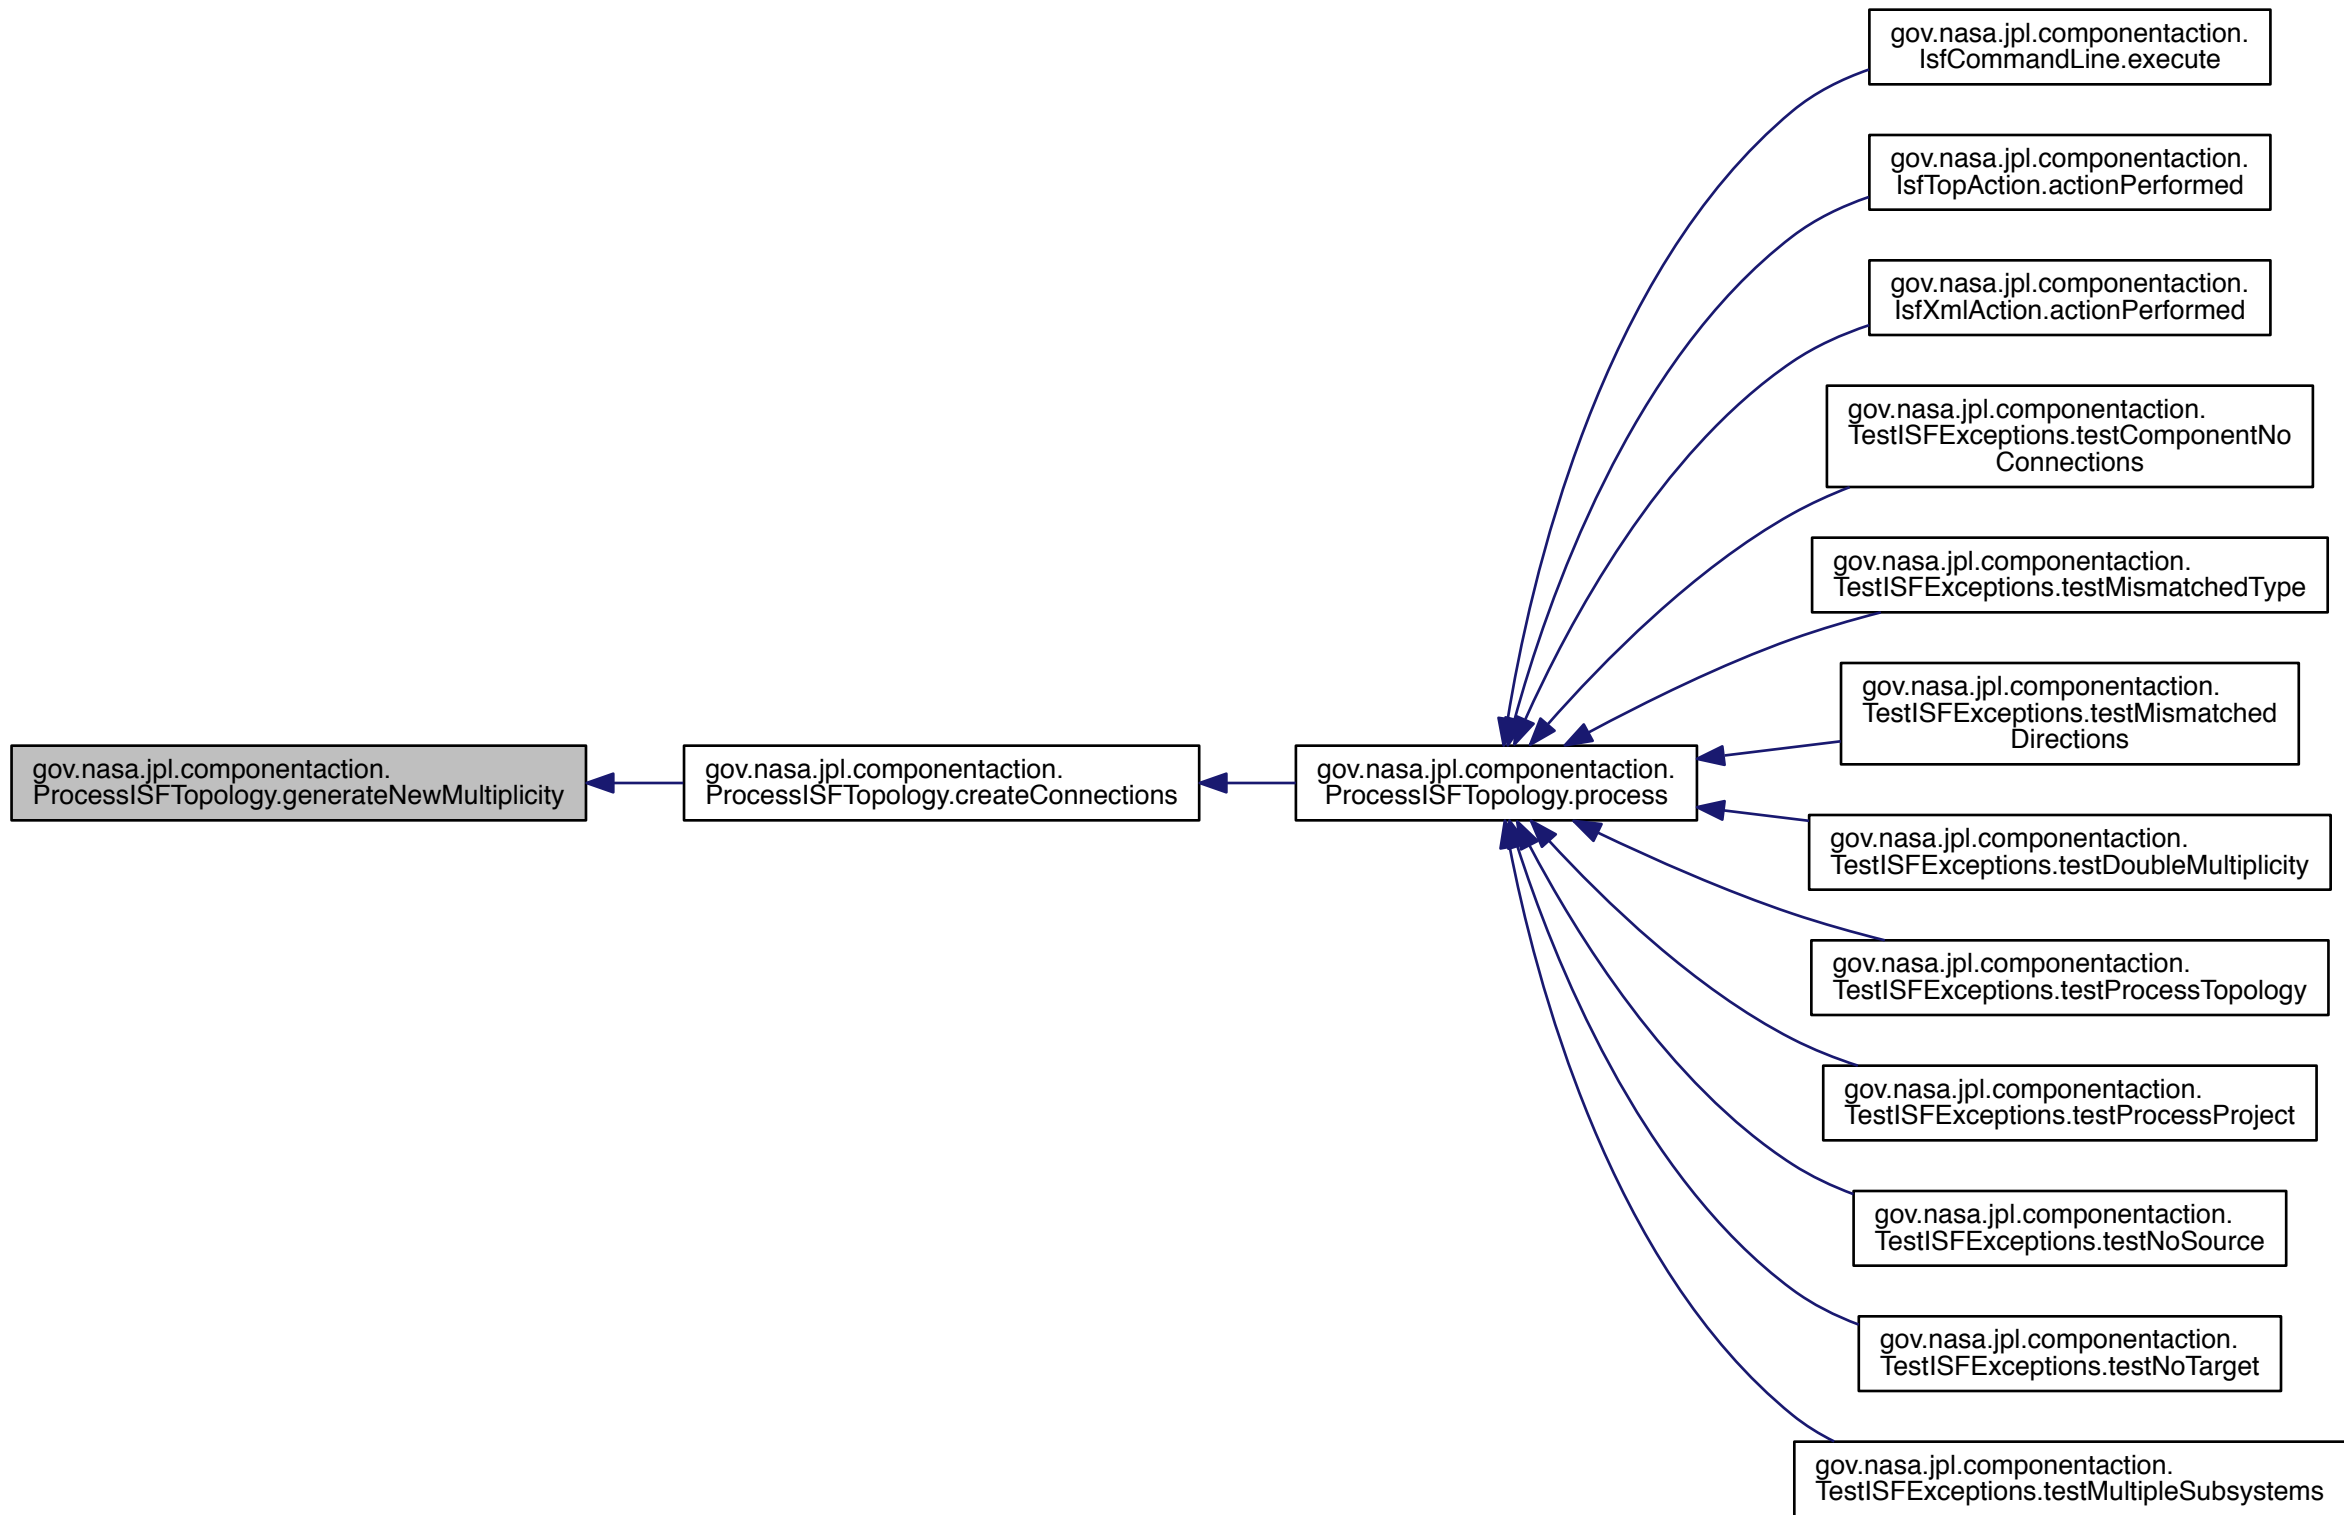 gov.nasa.jpl.componentaction.
IsfCommandLine.execute
gov.nasa.jpl.componentaction.
IsfTopAction.actionPerformed
gov.nasa.jpl.componentaction.
IsfXmlAction.actionPerformed
gov.nasa.jpl.componentaction.
TestISFExceptions.testComponentNo
Connections
gov.nasa.jpl.componentaction.
TestISFExceptions.testMismatchedType
gov.nasa.jpl.componentaction.
TestISFExceptions.testMismatched
Directions
gov.nasa.jpl.componentaction.
ProcessISFTopology.generateNewMultiplicity
gov.nasa.jpl.componentaction.
ProcessISFTopology.createConnections
gov.nasa.jpl.componentaction.
ProcessISFTopology.process
gov.nasa.jpl.componentaction.
TestISFExceptions.testDoubleMultiplicity
gov.nasa.jpl.componentaction.
TestISFExceptions.testProcessTopology
gov.nasa.jpl.componentaction.
TestISFExceptions.testProcessProject
gov.nasa.jpl.componentaction.
TestISFExceptions.testNoSource
gov.nasa.jpl.componentaction.
TestISFExceptions.testNoTarget
gov.nasa.jpl.componentaction.
TestISFExceptions.testMultipleSubsystems